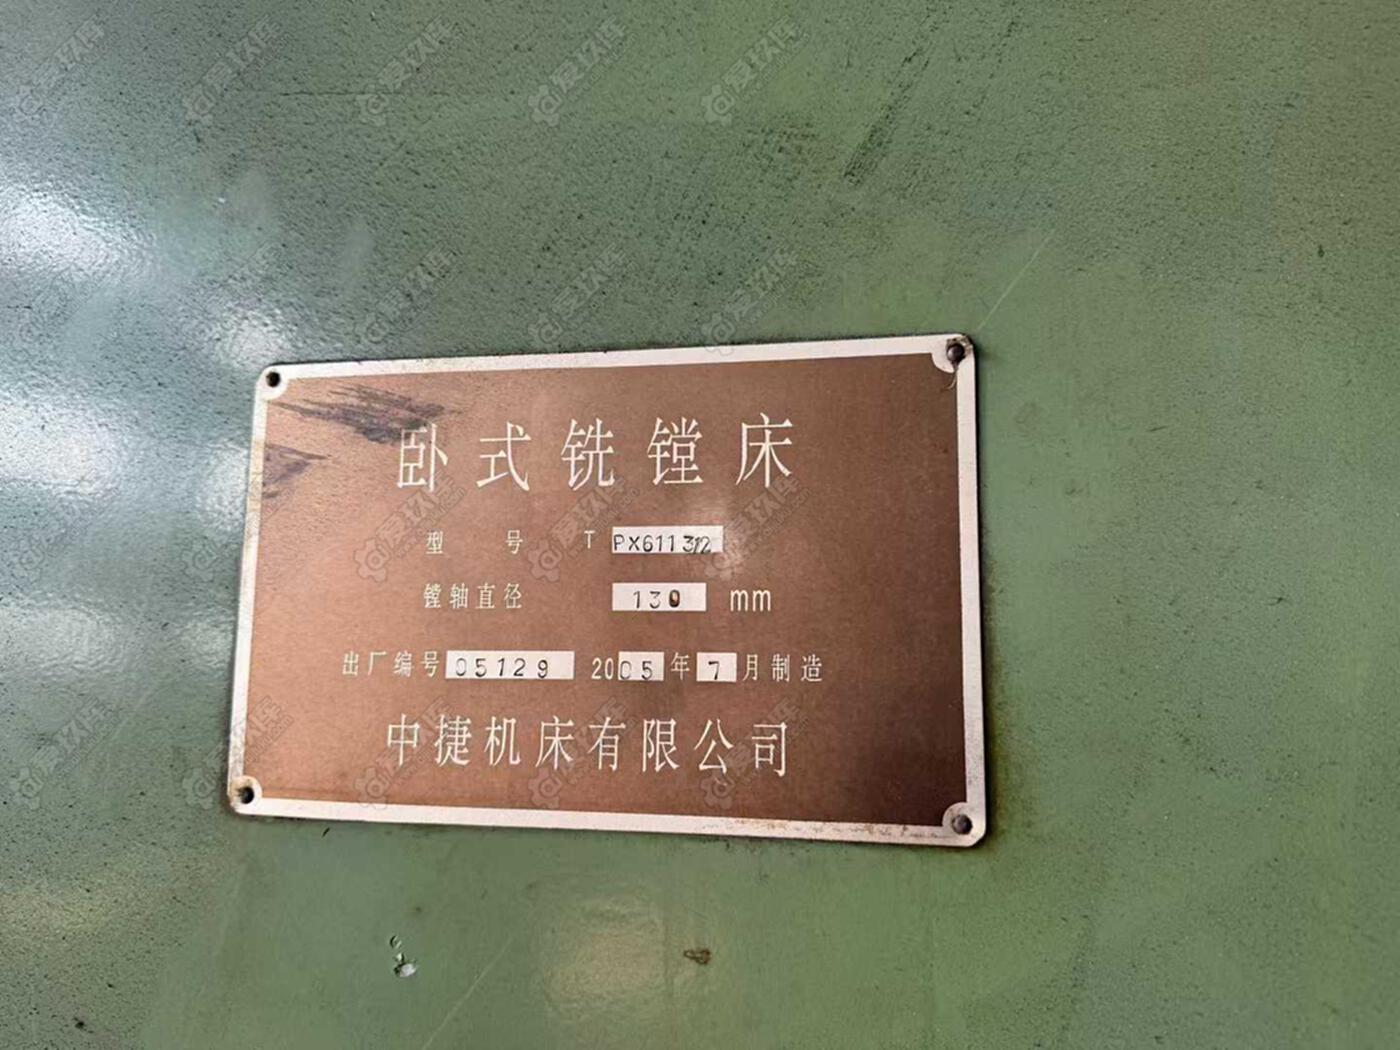 卧式铣镗床
型 号 T PX6113/2
镗轴直径 130 mm
出厂编号 05129 2005年7月制造
中捷机床有限公司